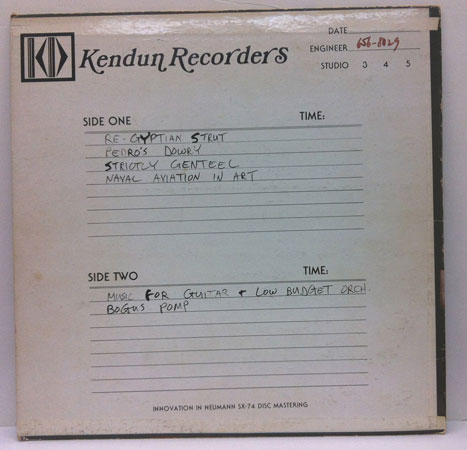 KD Kendun Recorders
DATE
ENGINEER 656-8029
STUDIO 3 4 5
SIDE ONE TIME:
RE-GYPTIAN STRUT
PEDRO'S DOWRY
STRICTLY GENTEEL
NAVAL AVIATION IN ART
SIDE TWO TIME:
MUSIC FOR GUITAR + LOW BUDGET ORCH.
BOGUS POMP
INNOVATION IN NEUMANN SX-74 DISC MASTERING